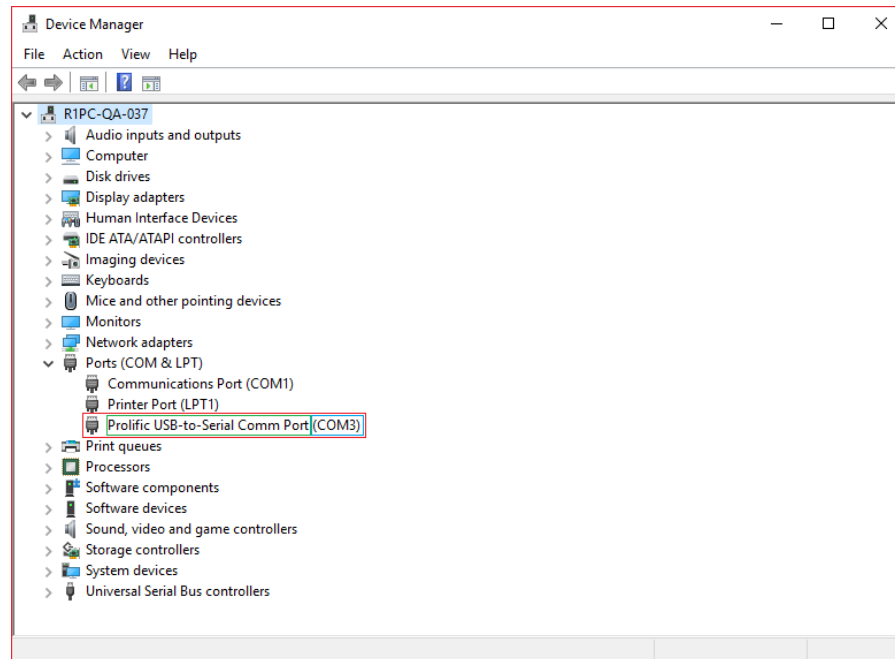 Device Manager
File Action View Help
R1PC-QA-037
Audio inputs and outputs
Computer
Disk drives
Display adapters
Human Interface Devices
IDE ATA/ATAPI controllers
Imaging devices
Keyboards
Mice and other pointing devices
Monitors
Network adapters
Ports (COM & LPT)
Communications Port (COM1)
Printer Port (LPT1)
Prolific USB-to-Serial Comm Port (COM3)
Print queues
Processors
Software components
Software devices
Sound, video and game controllers
Storage controllers
System devices
Universal Serial Bus controllers